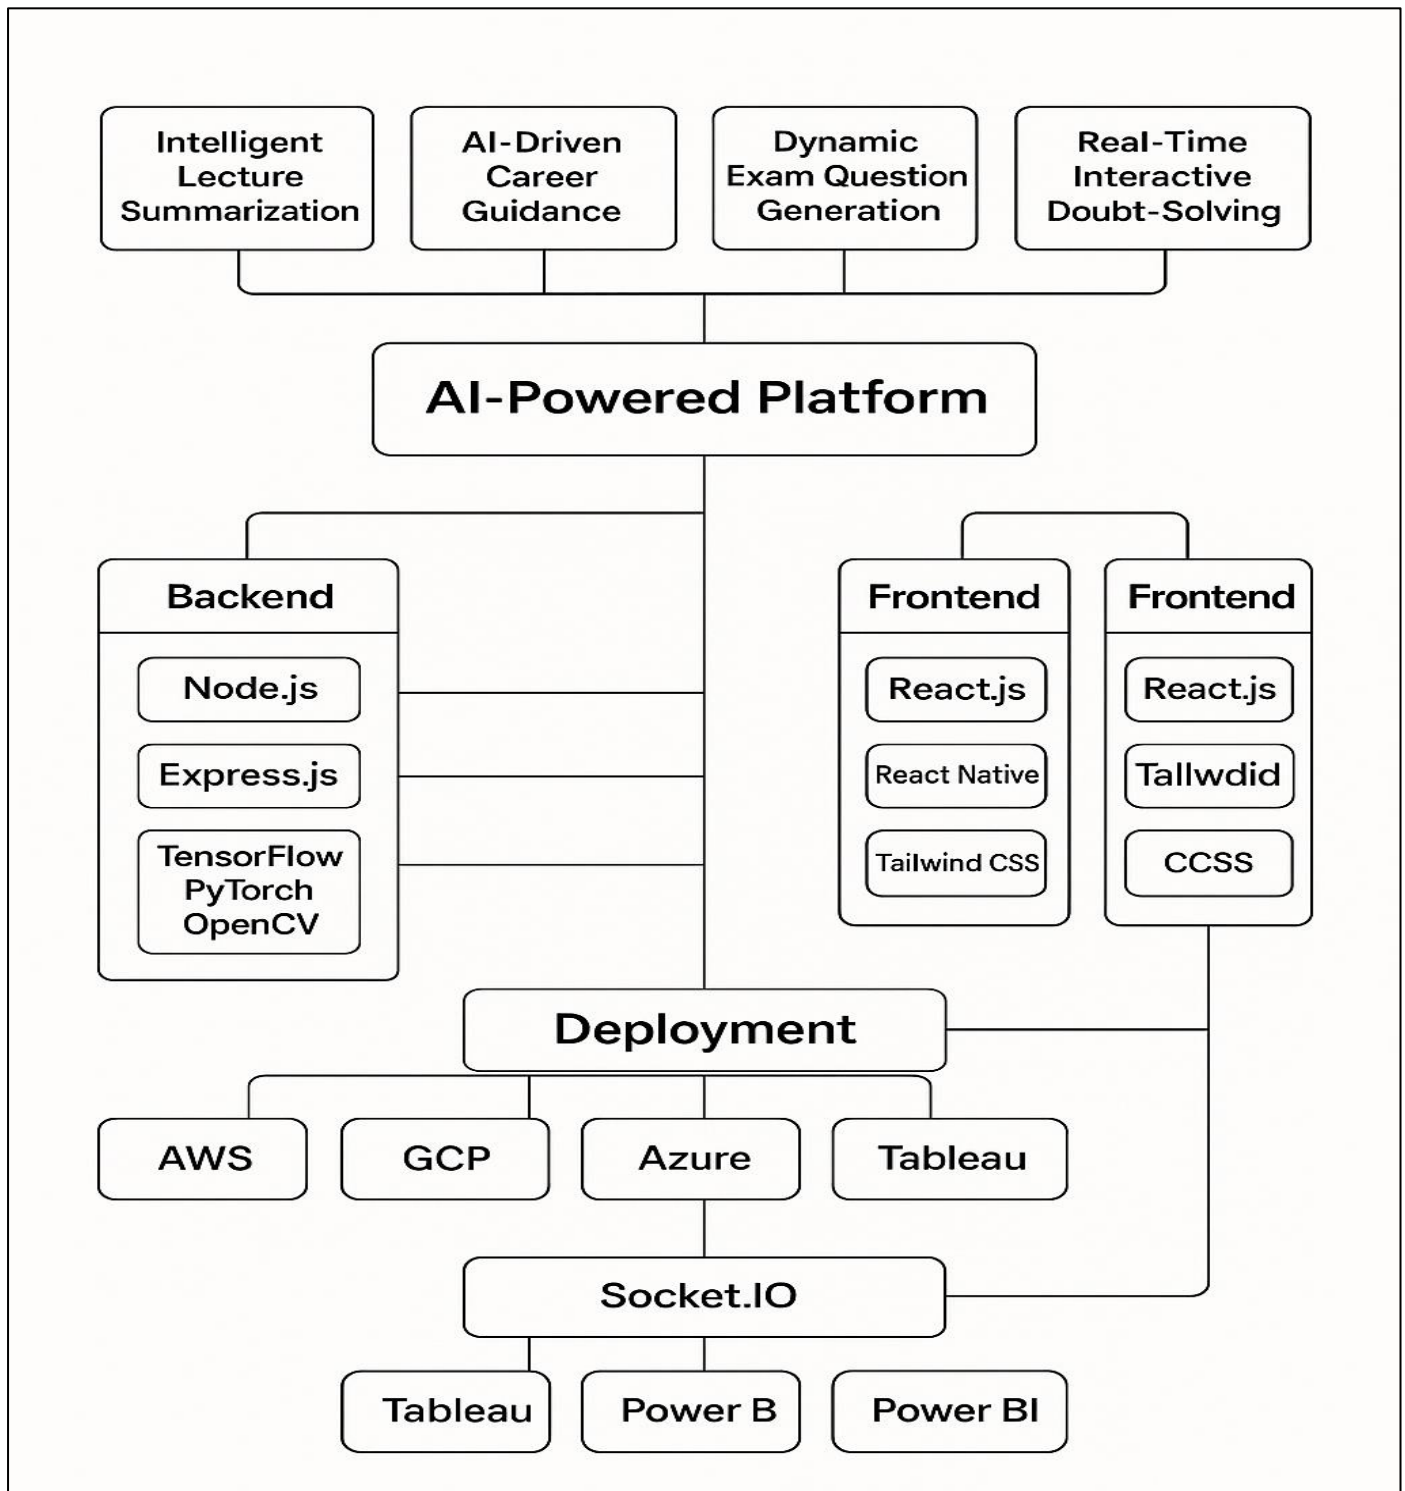 Intelligent
Lecture
Summarization
AI-Driven
Career
Guidance
Dynamic
Exam Question
Generation
Real-Time
Interactive
Doubt-Solving
AI-Powered Platform
Backend
Node.js
Express.js
TensorFlow
PyTorch
OpenCV
Frontend
React.js
React Native
Tailwind CSS
Frontend
React.js
Tallwdid
CCSS
Deployment
AWS
GCP
Azure
Tableau
Socket.IO
Tableau
Power B
Power BI